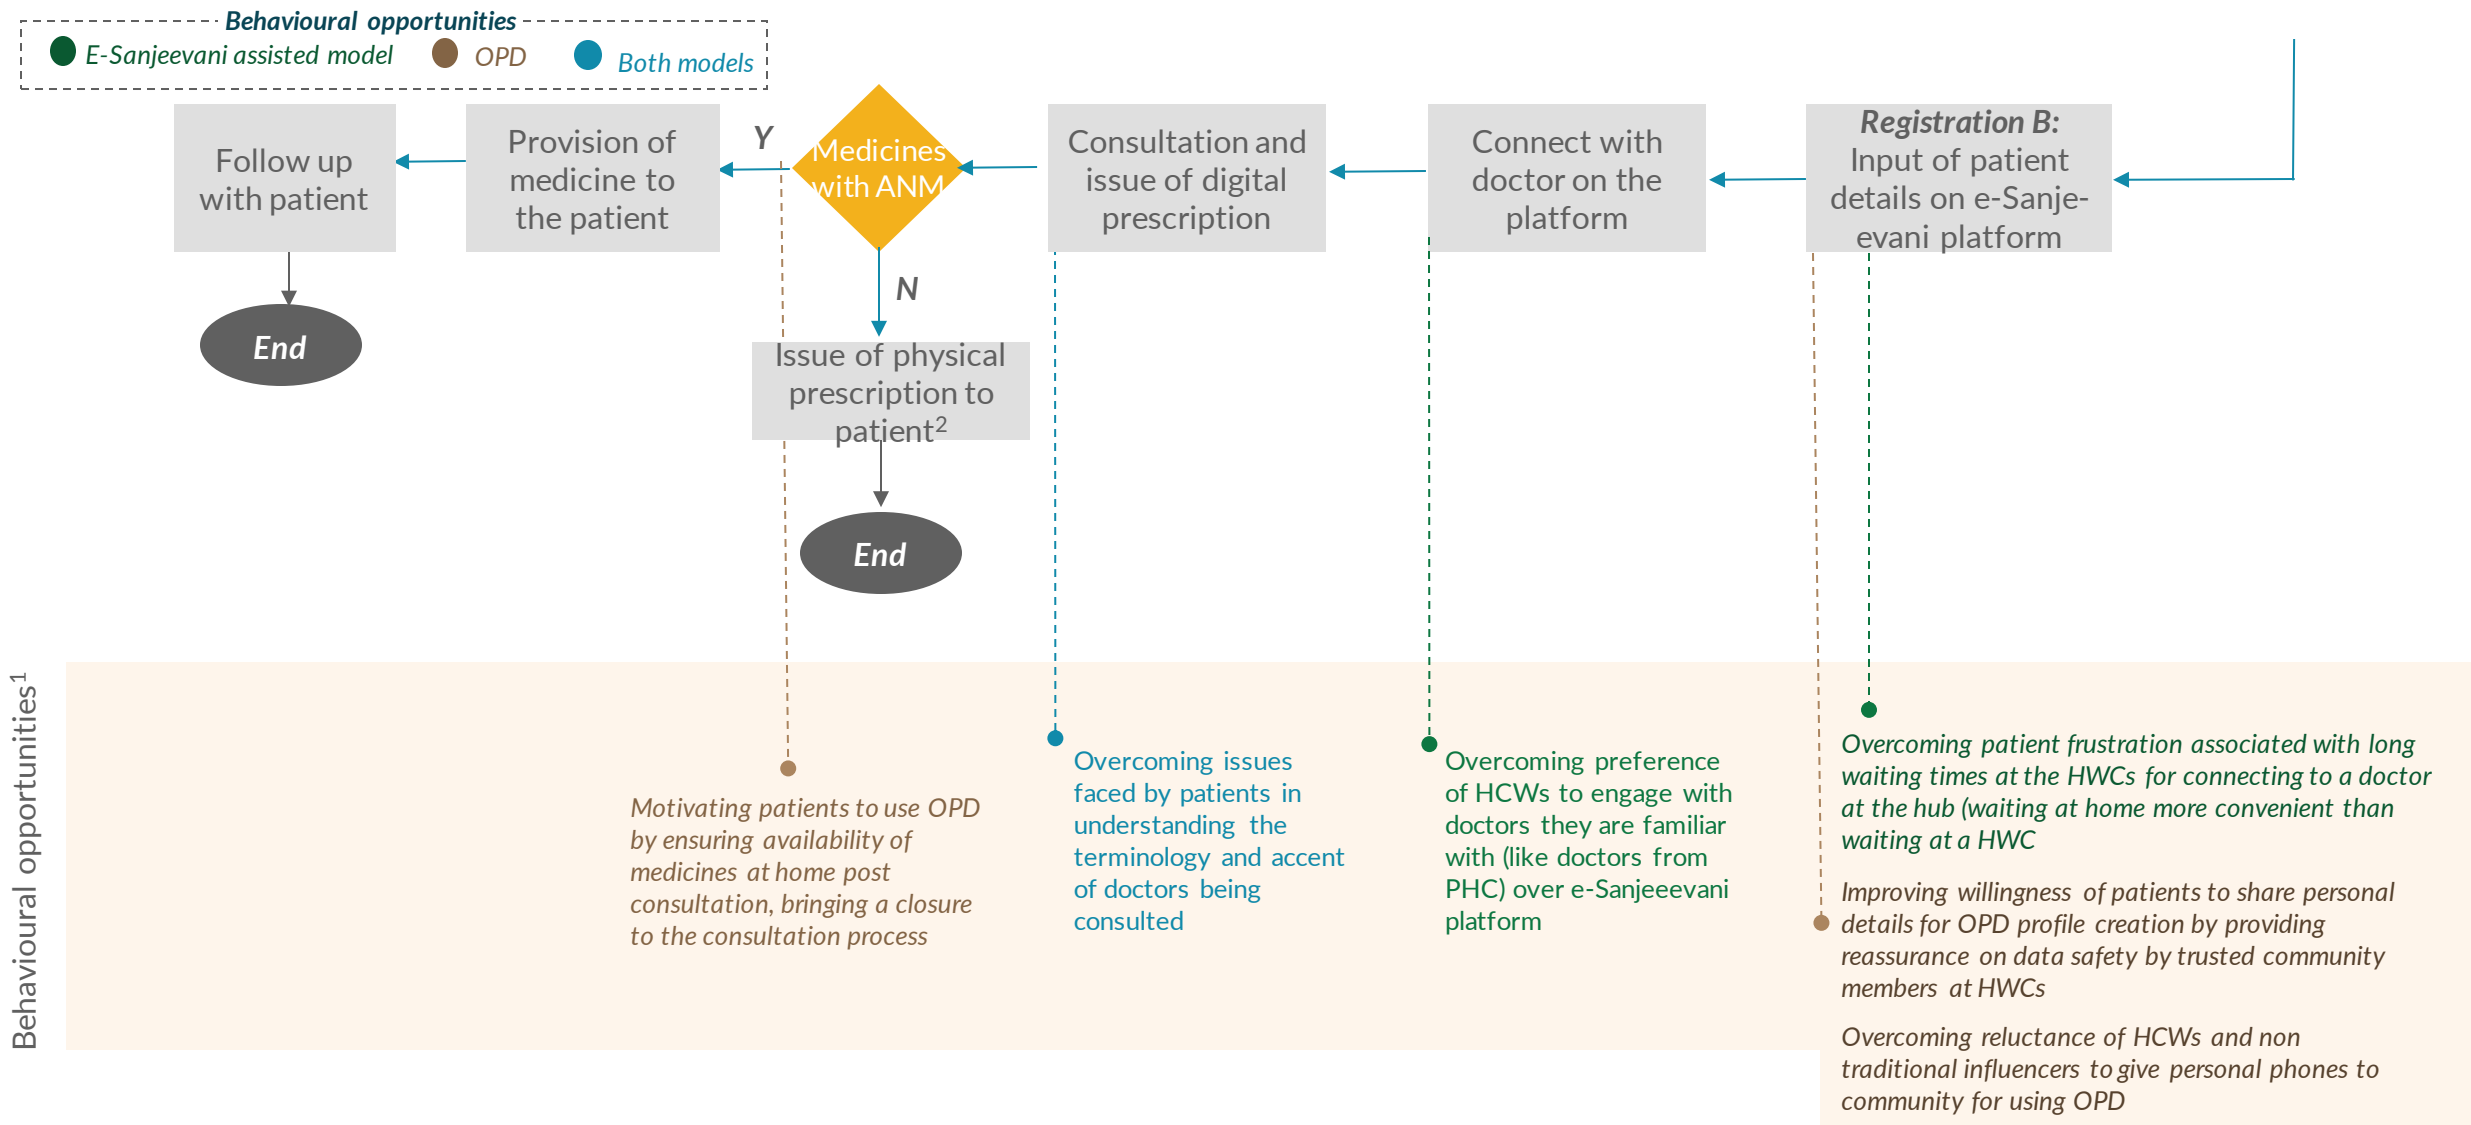 Behavioural opportunities
E-Sanjeevani assisted model
OPD
Both models
Follow up
with patient
Provision of
medicine to
the patient
Y
Medicines
with ANM
Consultation and
issue of digital
prescription
Connect with
doctor on the
platform
Registration B:
Input of patient
details on e-Sanje-
evani platform
N
End
Issue of physical
prescription to
patient2
End
Behavioural opportunities1
Motivating patients to use OPD
by ensuring availability of
medicines at home post
consultation, bringing a closure
to the consultation process
Overcoming issues
faced by patients in
understanding the
terminology and accent
of doctors being
consulted
Overcoming preference
of HCWs to engage with
doctors they are familiar
with (like doctors from
PHC) over e-Sanjeeevani
platform
Overcoming patient frustration associated with long
waiting times at the HWCs for connecting to a doctor
at the hub (waiting at home more convenient than
waiting at a HWC
Improving willingness of patients to share personal
details for OPD profile creation by providing
reassurance on data safety by trusted community
members at HWCs
Overcoming reluctance of HCWs and non
traditional influencers to give personal phones to
community for using OPD